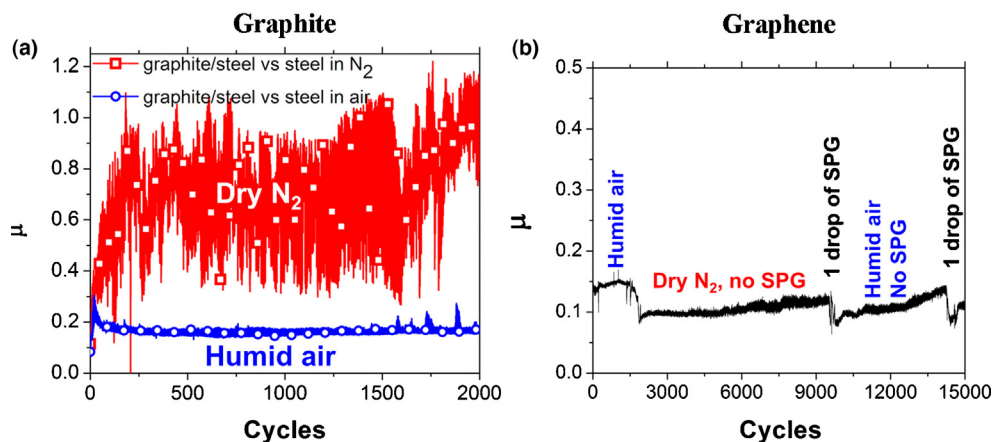 Graphite
(a)
graphite/steel vs steel in N₂
graphite/steel vs steel in air
Dry N₂
Humid air
μ
1.2
1.0
0.8
0.6
0.4
0.2
0.0
0
500
1000
1500
2000
Cycles
Graphene
(b)
μ
0.5
0.4
0.3
0.2
0.1
0.0
Humid air
Dry N₂, no SPG
1 drop of SPG
Humid air
No SPG
1 drop of SPG
0
3000
6000
9000
12000
15000
Cycles